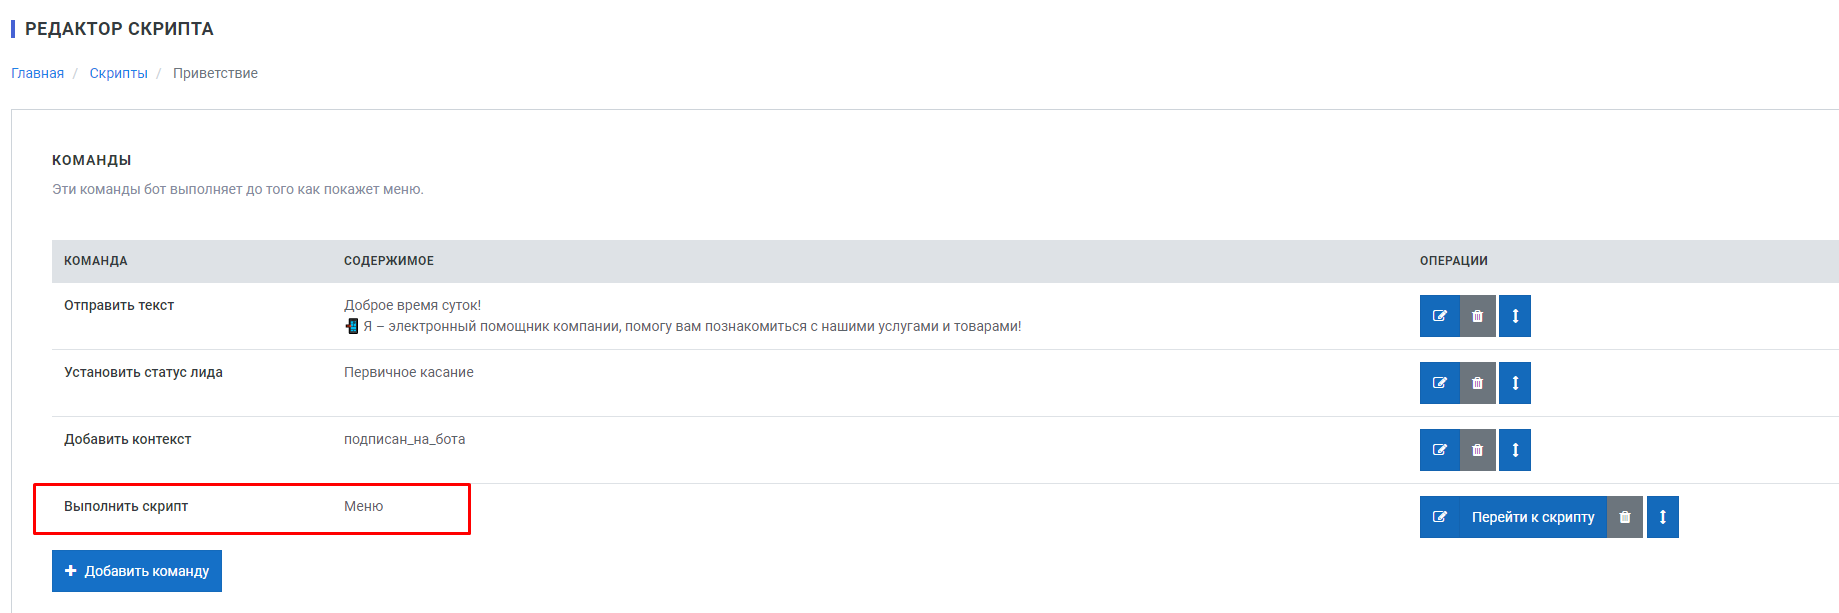 РЕДАКТОР СКРИПТА
Главная / Скрипты / Приветствие
КОМАНДЫ
Эти команды бот выполняет до того как покажет меню.
КОМАНДА СОДЕРЖИМОЕ ОПЕРАЦИИ
Отправить текст Доброе время суток!
📲 Я – электронный помощник компании, помогу вам познакомиться с нашими услугами и товарами!
Установить статус лида Первичное касание
Добавить контекст подписан_на_бота
Выполнить скрипт Меню Перейти к скрипту
+ Добавить команду